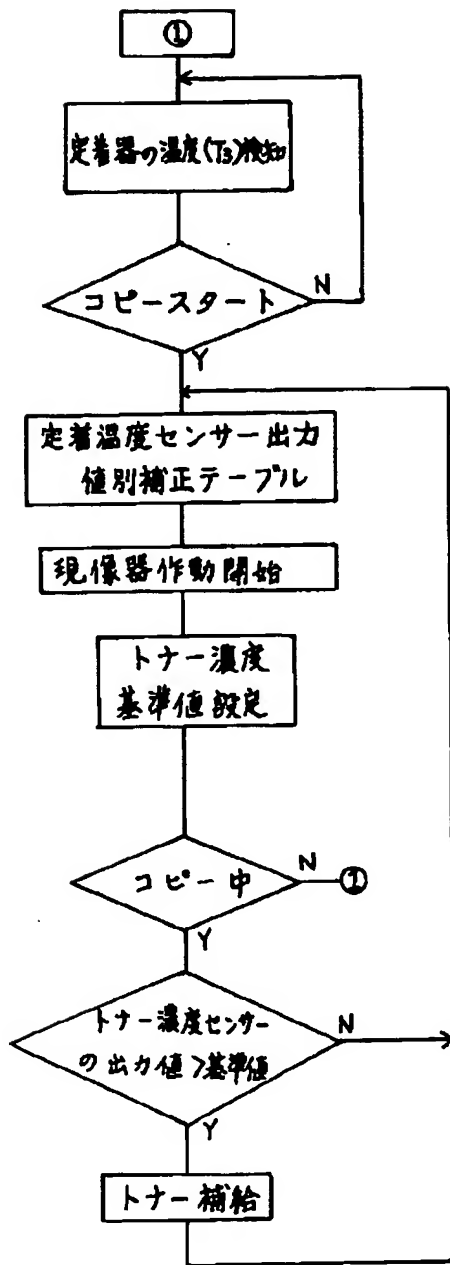 ①
定着器の温度(T3)検知
コピースタート
N
Y
定着温度センサー出力
値別補正テーブル
現像器作動開始
トナー濃度
基準値設定
コピー中
N
①
Y
トナー濃度センサー
の出力値>基準値
N
Y
トナー補給